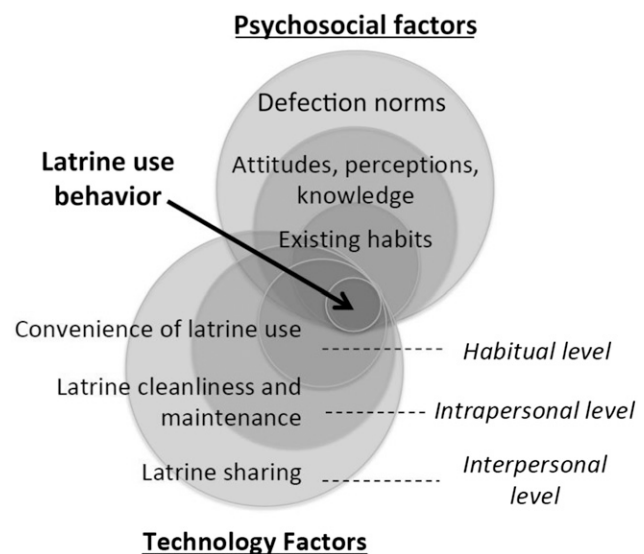 Psychosocial factors
Defection norms
Latrine use
behavior
Attitudes, perceptions,
knowledge
Existing habits
Convenience of latrine use
Habitual level
Latrine cleanliness and
maintenance
Intrapersonal level
Latrine sharing
Interpersonal
level
Technology Factors